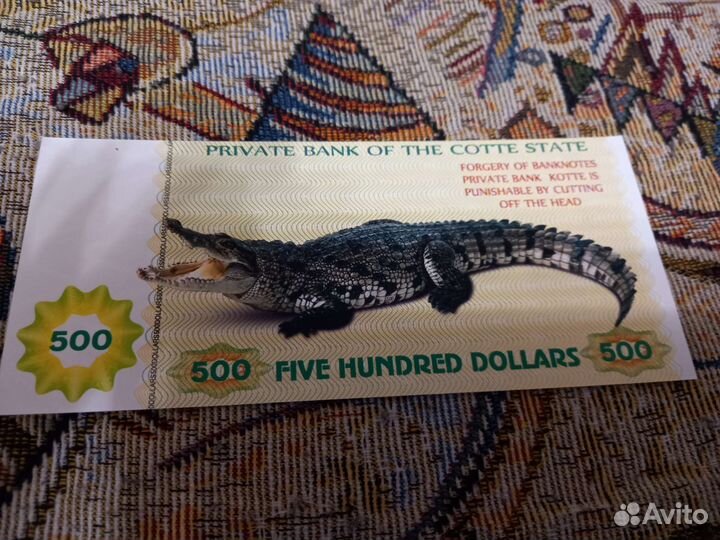 PRIVATE BANK OF THE COTTE STATE
FORGERY OF BANKNOTES
PRIVATE BANK KOTTE IS
PUNISHABLE BY CUTTING
OFF THE HEAD
500
500 FIVE HUNDRED DOLLARS 500
Avito